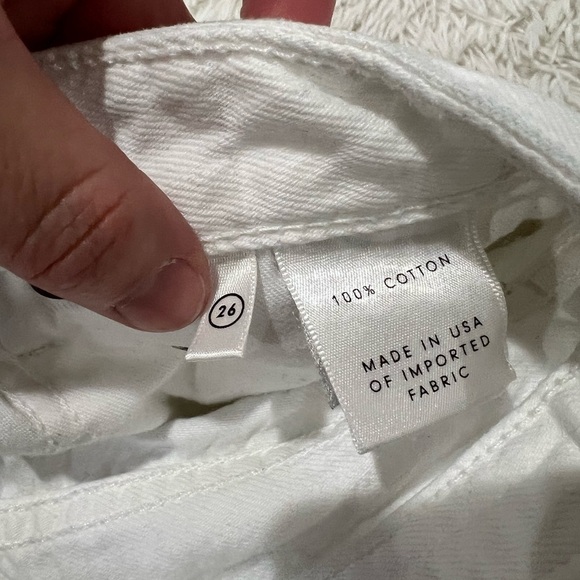 26
100% COTTON
MADE IN USA
OF IMPORTED
FABRIC